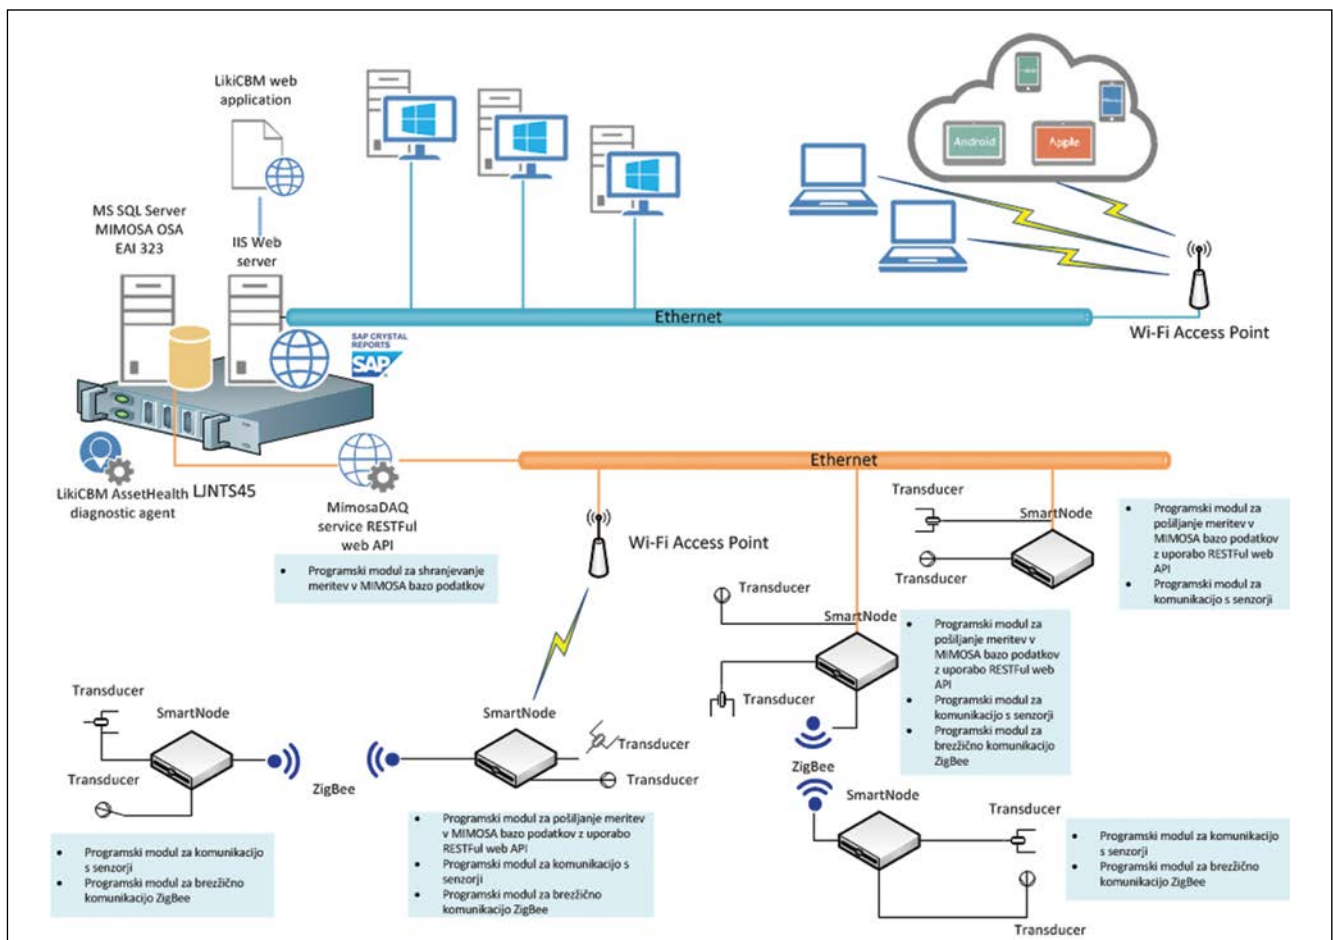 LikiCBM web
application
MS SQL Server
MIMOSA OSA
EAI 323
IIS Web
server
Android
Apple
Ethernet
Wi-Fi Access Point
SAP CRYSTAL
REPORTS
SAP
LikiCBM AssetHealth LJNTS45
diagnostic agent
MimosaDAQ
service RESTFul
web API
• Programski modul za shranjevanje
meritev v MIMOSA bazo podatkov
Ethernet
Wi-Fi Access Point
Transducer
SmartNode
Transducer
• Programski modul za
pošiljanje meritev v
MIMOSA bazo podatkov
z uporabo RESTFul web
API
• Programski modul za
komunikacijo s senzorji
Transducer
SmartNode
Transducer
• Programski modul za
pošiljanje meritev v
MIMOSA bazo podatkov
z uporabo RESTFul web
API
• Programski modul za
komunikacijo s senzorji
• Programski modul za
brezžično komunikacijo
ZigBee
ZigBee
Transducer
SmartNode
Transducer
ZigBee
• Programski modul za komunikacijo
s senzorji
• Programski modul za brezžično
komunikacijo ZigBee
SmartNode
Transducer
Transducer
• Programski modul za pošiljanje meritev
v MIMOSA bazo podatkov z uporabo
RESTFul web API
• Programski modul za komunikacijo s
senzorji
• Programski modul za brezžično
komunikacijo ZigBee
SmartNode
Transducer
Transducer
• Programski modul za komunikacijo
s senzorji
• Programski modul za brezžično
komunikacijo ZigBee